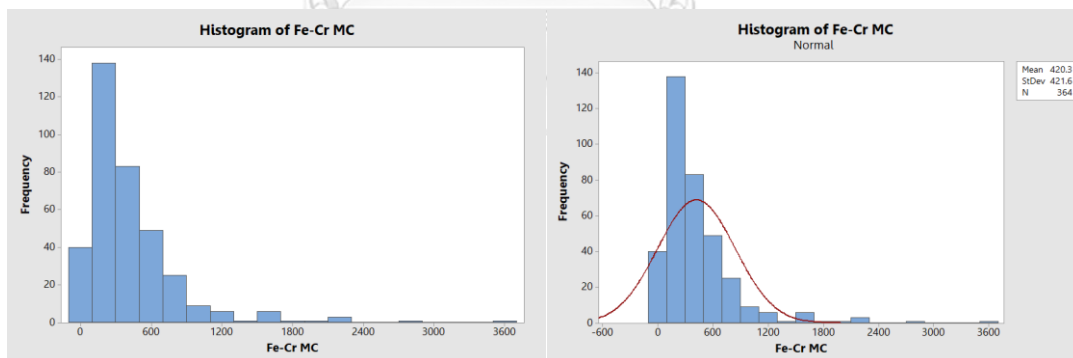 Histogram of Fe-Cr MC
140
120
100
80
60
40
20
0
Frequency
0 600 1200 1800 2400 3000 3600
Fe-Cr MC
Histogram of Fe-Cr MC
Normal
140
120
100
80
60
40
20
0
Frequency
-600 0 600 1200 1800 2400 3000 3600
Fe-Cr MC
Mean 420.3
StDev 421.6
N 364